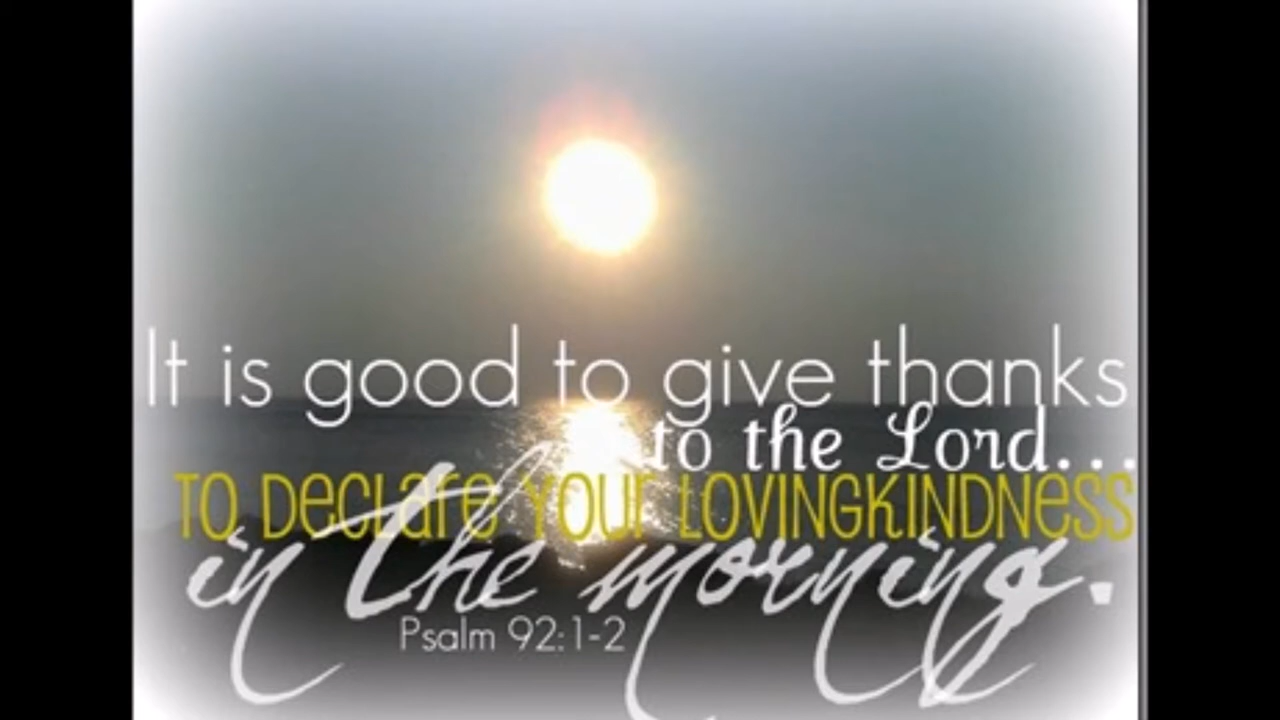 It is good to give thanks
to the Lord...
TO DeCLare YOUr LOVINGKINDNeSS
in the morning.
Psalm 92:1-2